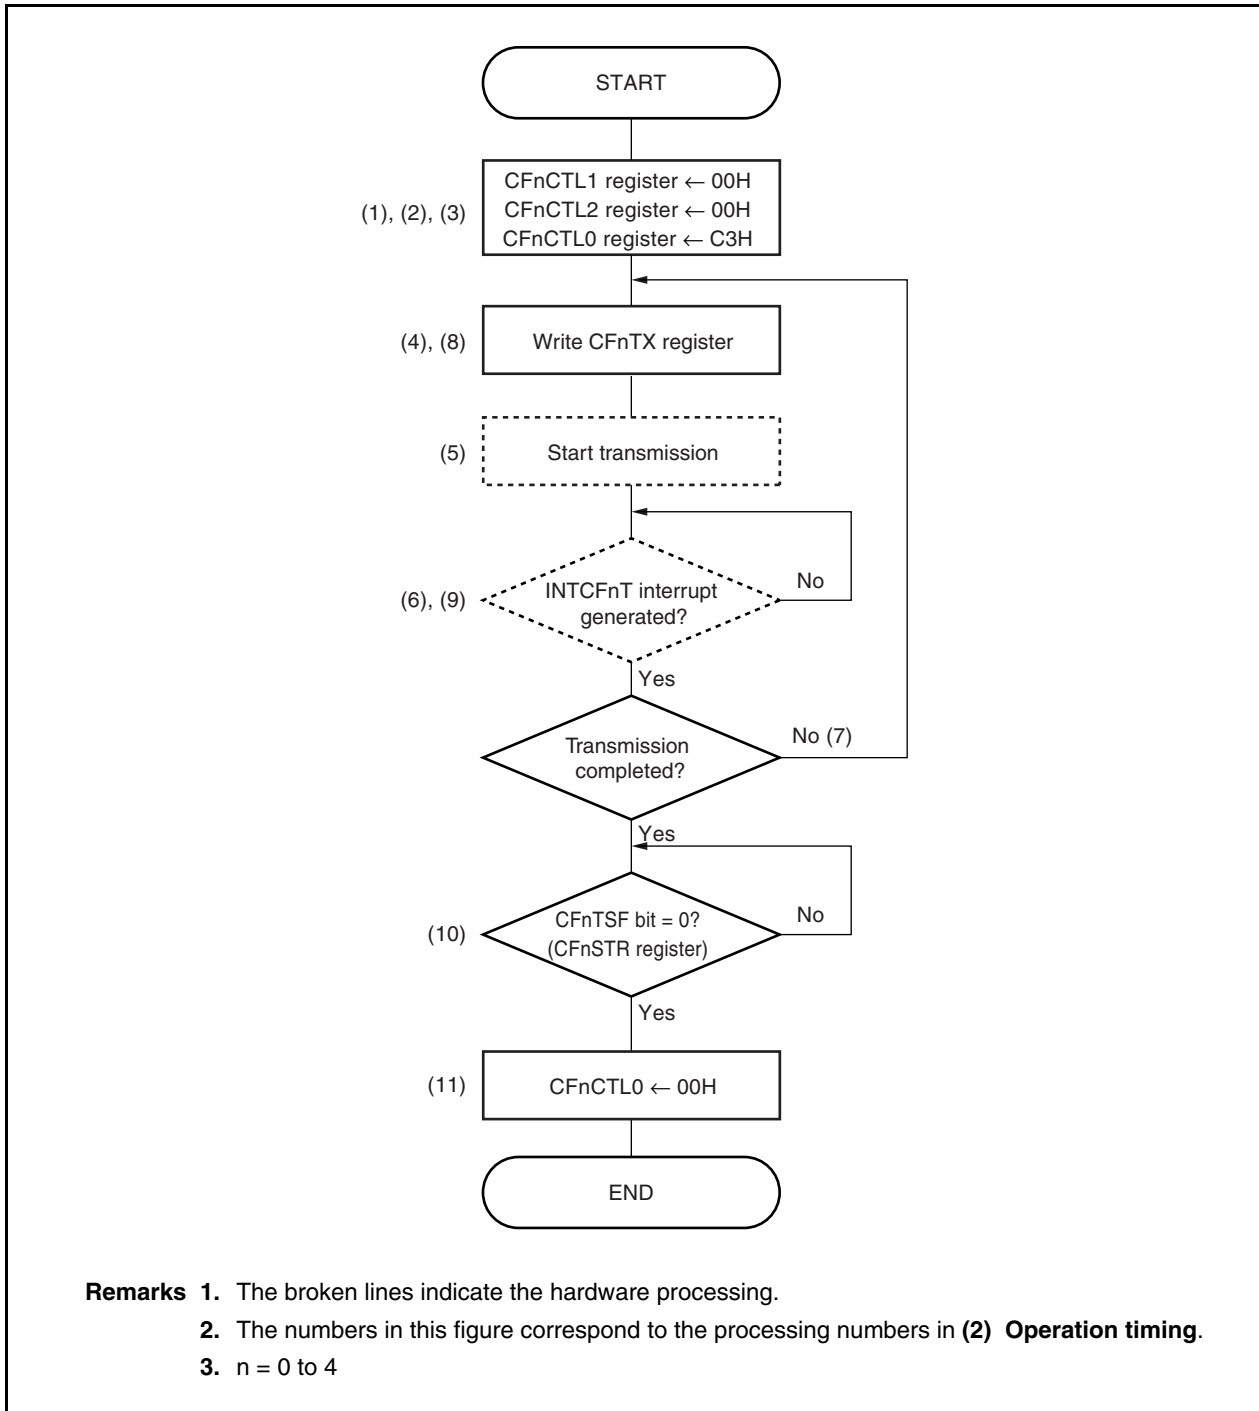 START
CFnCTL1 register ← 00H
(1), (2), (3)
CFnCTL2 register ← 00H
CFnCTL0 register ← C3H
(4), (8)
Write CFnTX register
(5)
Start transmission
(6), (9)
INTCFnT interrupt
generated?
No
Yes
Transmission
completed?
No (7)
Yes
(10)
CFnTSF bit = 0?
(CFnSTR register)
No
Yes
(11)
CFnCTL0 ← 00H
END
Remarks 1. The broken lines indicate the hardware processing.
2. The numbers in this figure correspond to the processing numbers in (2) Operation timing.
3. n = 0 to 4